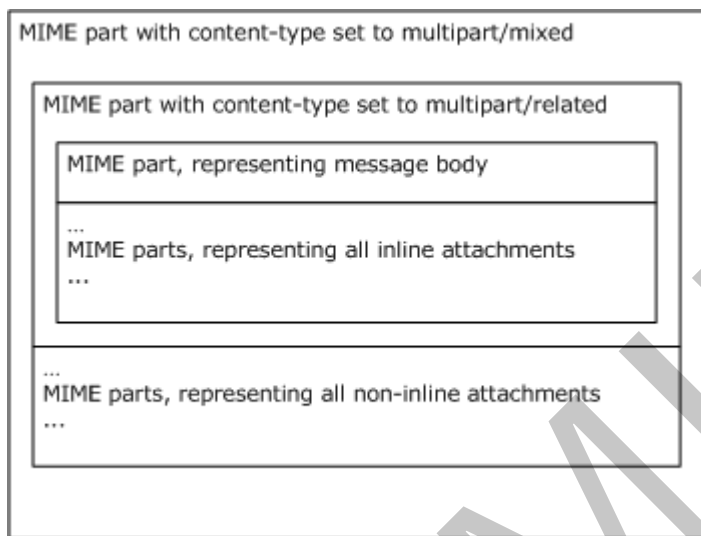 MIME part with content-type set to multipart/mixed
MIME part with content-type set to multipart/related
MIME part, representing message body
...
MIME parts, representing all inline attachments
...
...
MIME parts, representing all non-inline attachments
...